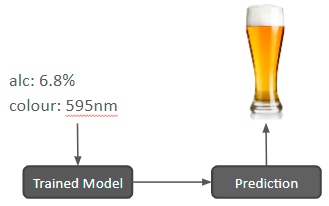 alc: 6.8%
colour: 595nm
Trained Model
Prediction